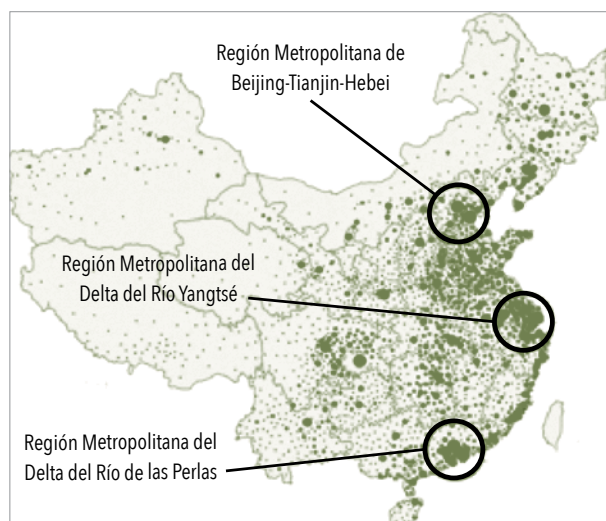 Región Metropolitana de
Beijing-Tianjin-Hebei
Región Metropolitana del
Delta del Río Yangtsé
Región Metropolitana del
Delta del Río de las Perlas